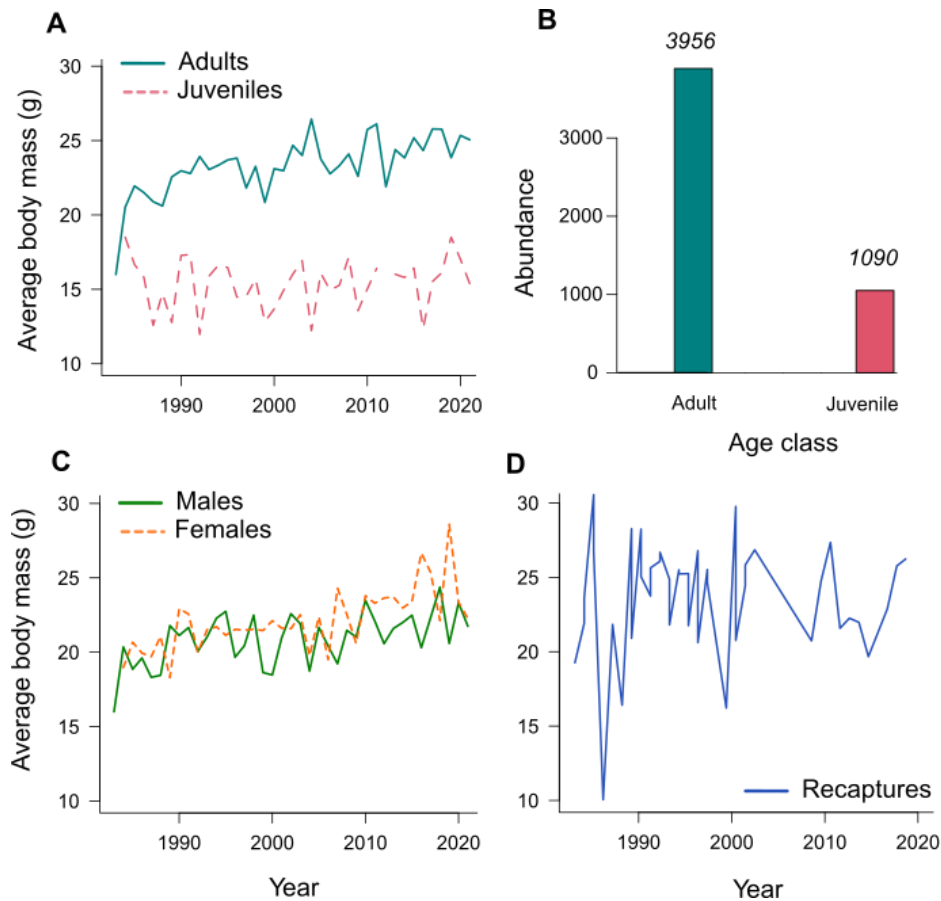 A
Adults
Juveniles
Average body mass (g)
30
25
20
15
10
1990
2000
2010
2020
B
3956
1090
Abundance
3000
2000
1000
0
Adult
Juvenile
Age class
C
Males
Females
Average body mass (g)
30
25
20
15
10
1990
2000
2010
2020
Year
D
30
25
20
15
10
Recaptures
1990
2000
2010
2020
Year